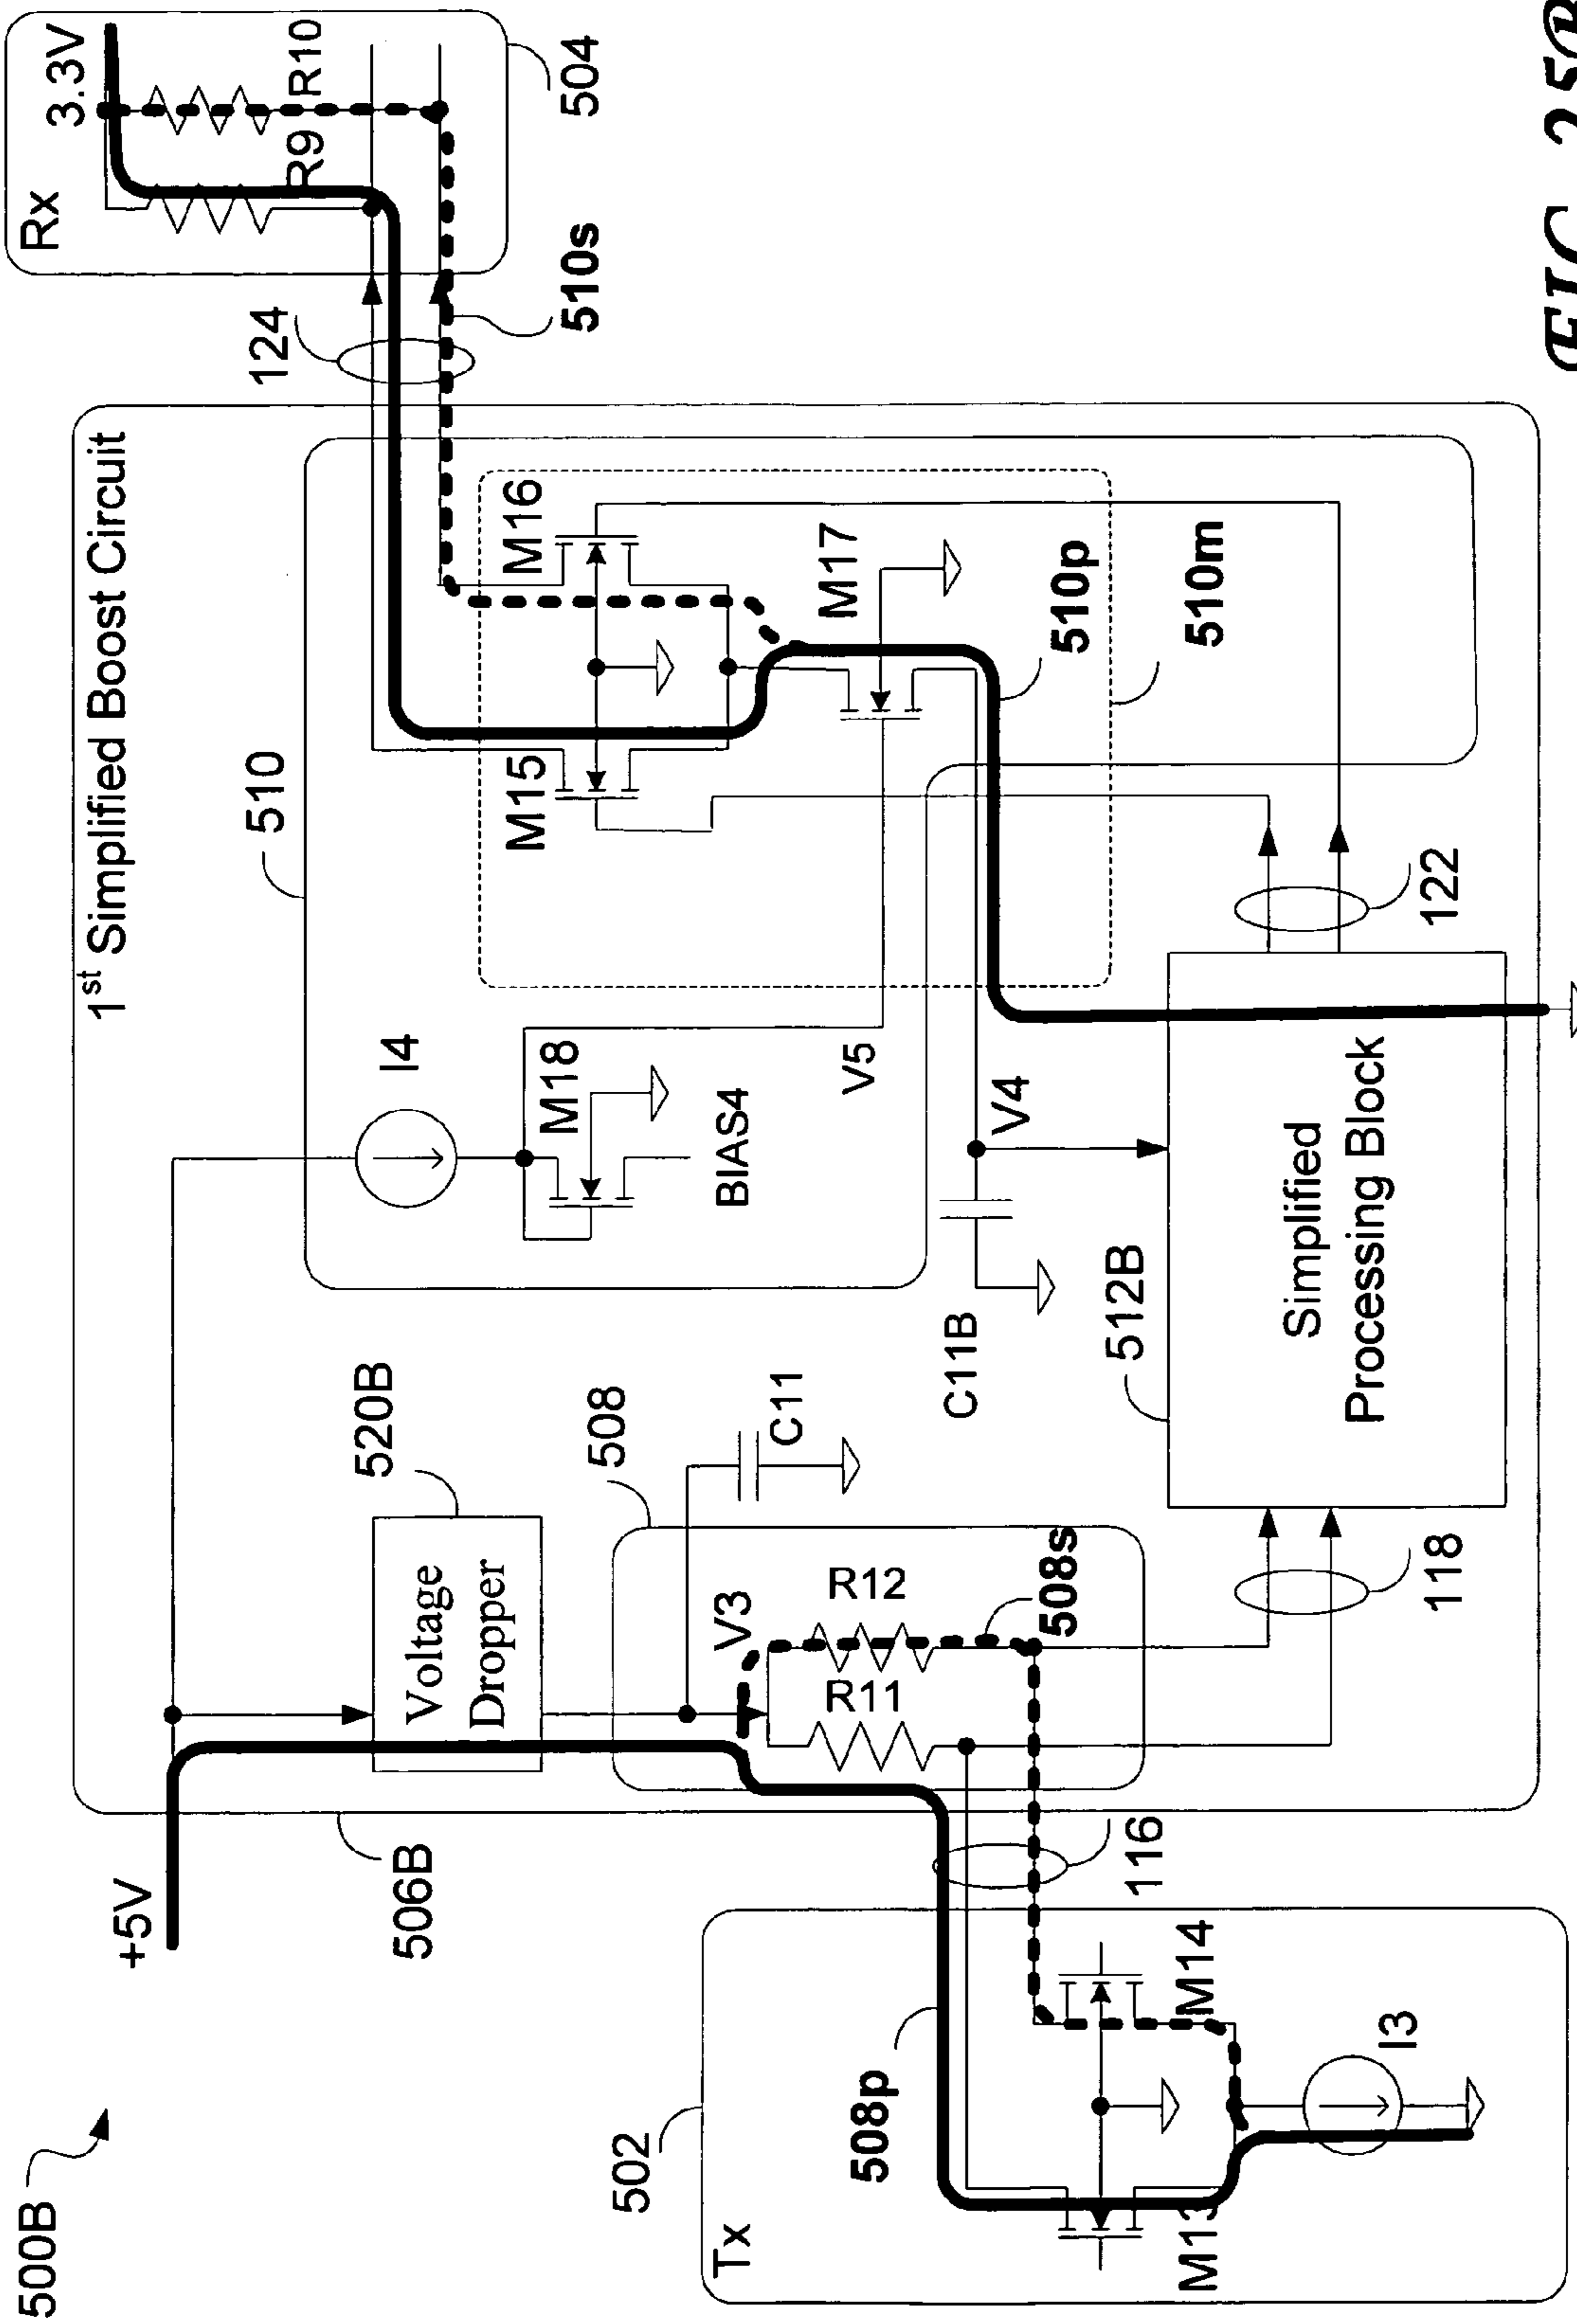 500B
+5V
506B
1st Simplified Boost Circuit
520B
Voltage
Dropper
508
C11
V3
R12
R11
508s
118
116
502
Tx
508p
M13
M14
I3
510
I4
M18
BIAS4
V5
V4
C11B
512B
Simplified
Processing Block
122
M15
M16
M17
510p
510m
124
510s
Rx
3.3V
R9
R10
504